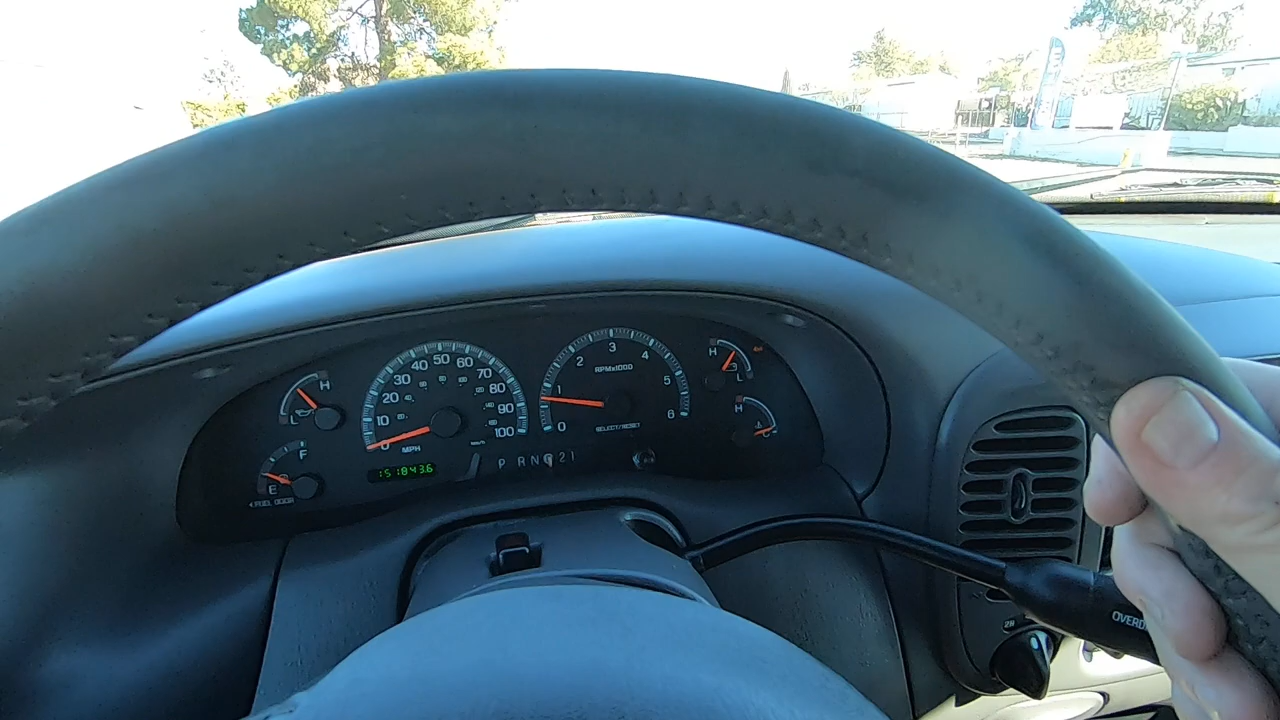 H
F
E
FUEL DOOR
0 10 20 30 40 50 60 70 80 90 100
MPH
km/h
151843.6
0 1 2 3 4 5 6
RPMx1000
SELECT/RESET
P R N D 2 1
H
L
H
OVERD